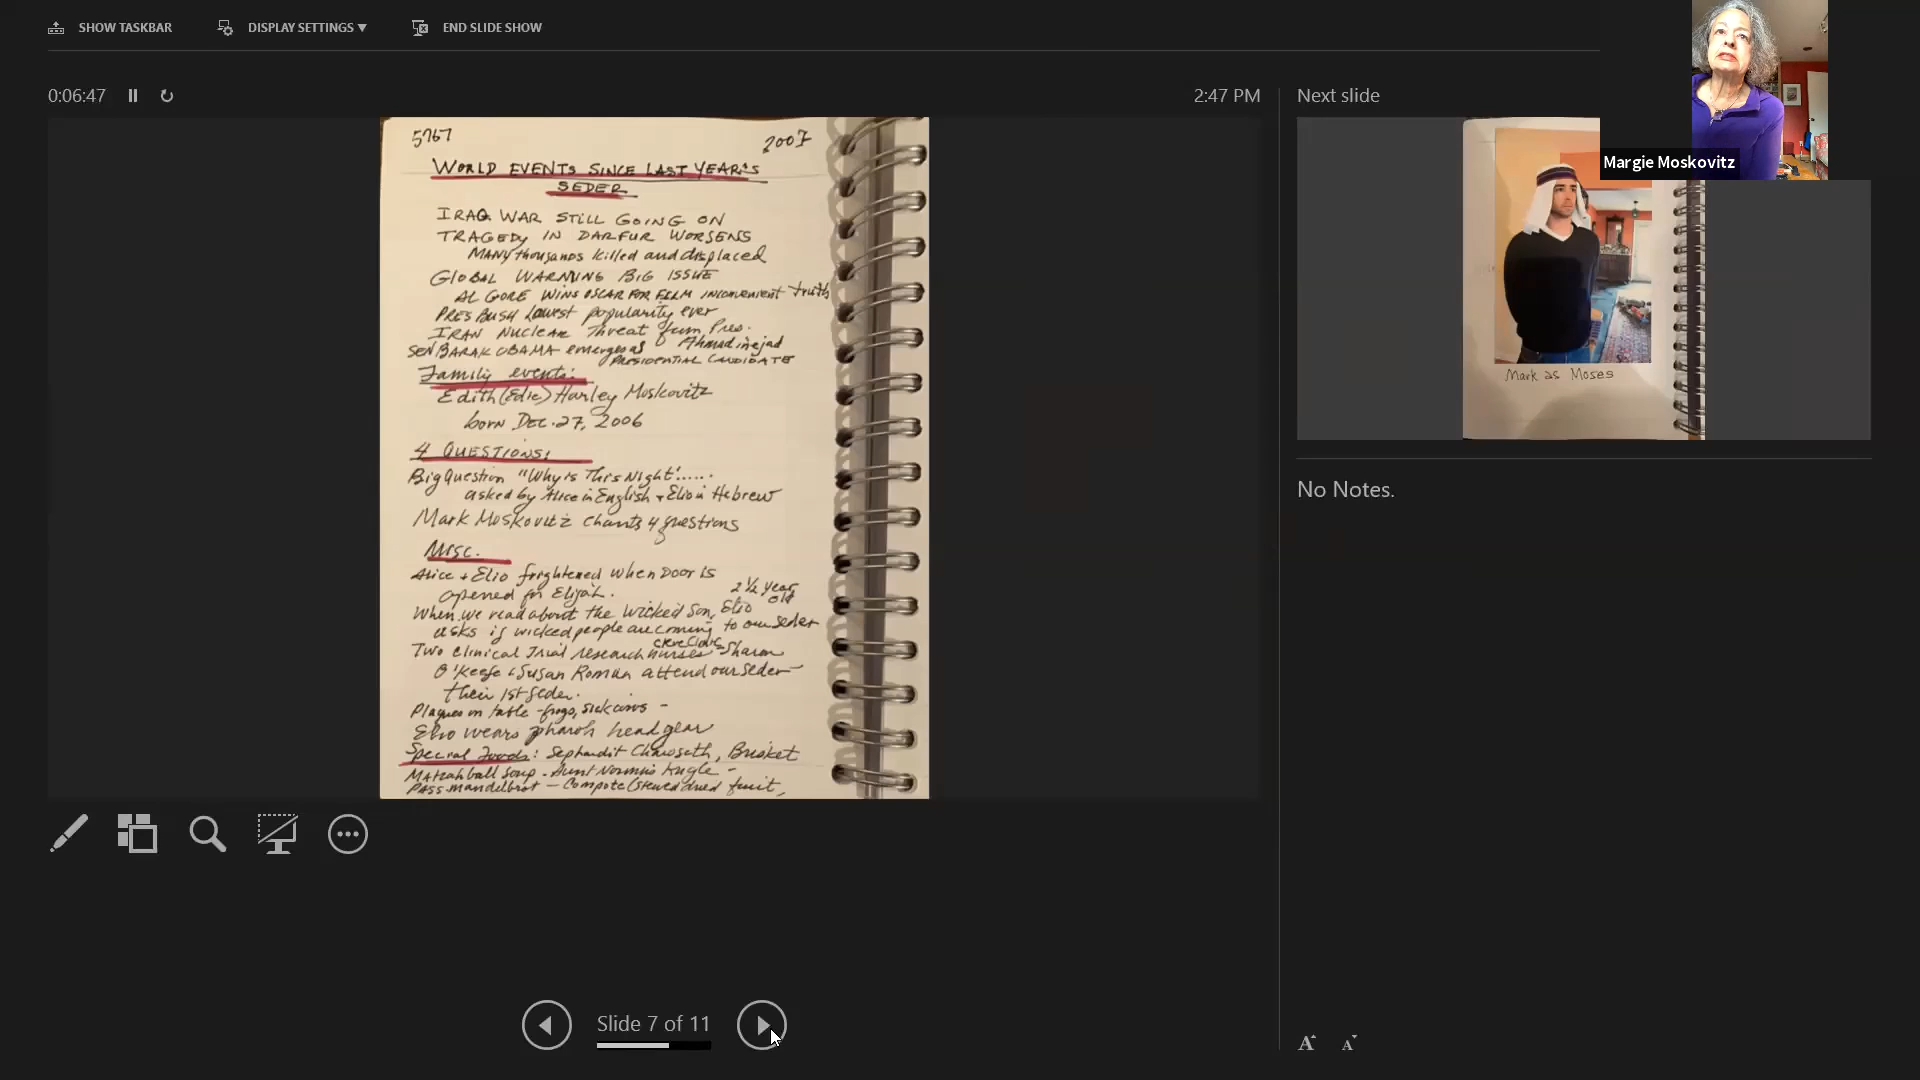 SHOW TASKBAR
DISPLAY SETTINGS ▾
END SLIDE SHOW
0:06:47
2:47 PM
Next slide
Margie Moskovitz
5767
2007
WORLD EVENTS SINCE LAST YEAR'S
SEDER
IRAQ WAR STILL GOING ON
TRAGEDY IN DARFUR WORSENS
MANY thousands killed and displaced
GLOBAL WARMING BIG ISSUE
AL GORE WINS OSCAR FOR FILM INCONVENIENT Truth
PRES BUSH Lowest popularity ever
IRAN NUCLEAR Threat from Pres.
Ahmadinejad
SEN BARAK OBAMA emerges as
PRESIDENTIAL CANDIDATE
Family events:
Edith (Edie) Harley Moskovitz
born DEC. 27, 2006
4 QUESTIONS:
Big Question "Why is This Night".....
asked by Alice in English + Elio in Hebrew
Mark Moskovitz chants 4 questions
Misc.
Alice + Elio frightened when Door is
opened for Elijah.
2 ½ year
old
When we read about the Wicked Son, Elio
asks if wicked people are coming to our Seder
Two Clinical Trial research nurses - Sharon
O'Keefe & Susan Roman attend our Seder -
their 1st Seder.
Plagues on table - frogs, sick cows -
Elio wears pharoh head gear
Special Foods: Sephardit Charoseth, Brisket
Matzah ball soup - Aunt Norma's Kugle -
PASS mandelbrot - Compote (stewed dried fruit,
Mark as Moses
No Notes.
Slide 7 of 11
A A